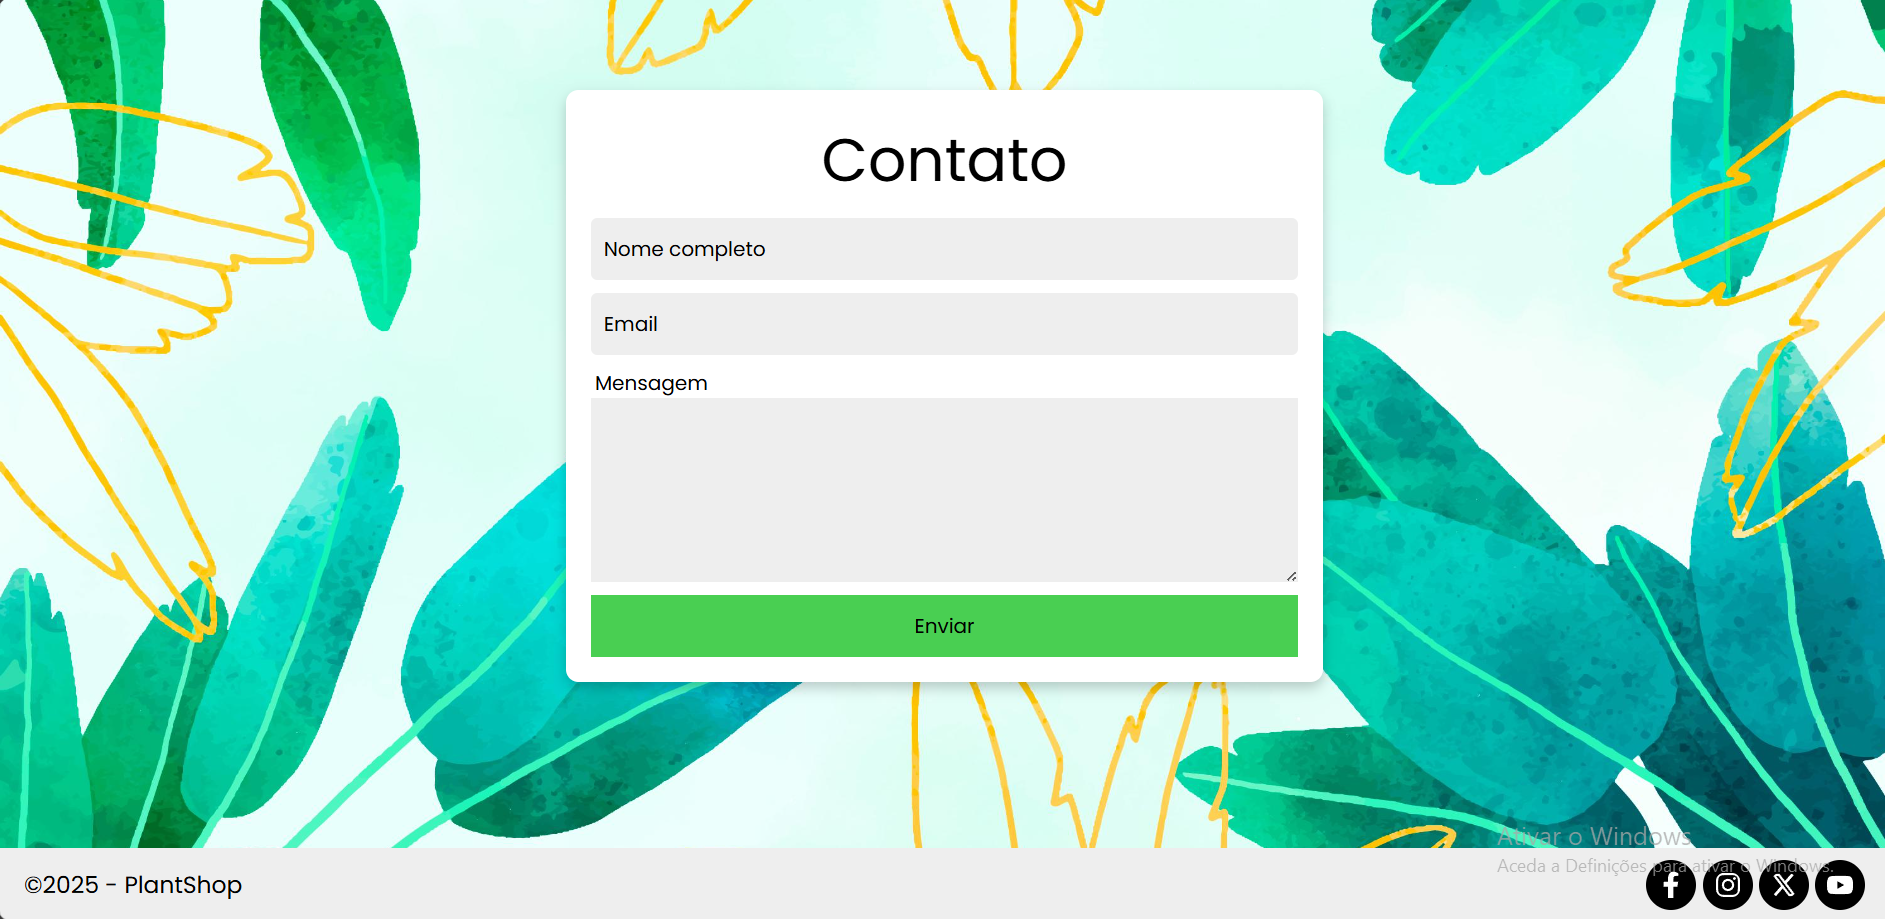 Contato
Nome completo
Email
Mensagem
Enviar
Ativar o Windows
Aceda a Definições para ativar o Windows.
©2025 - PlantShop